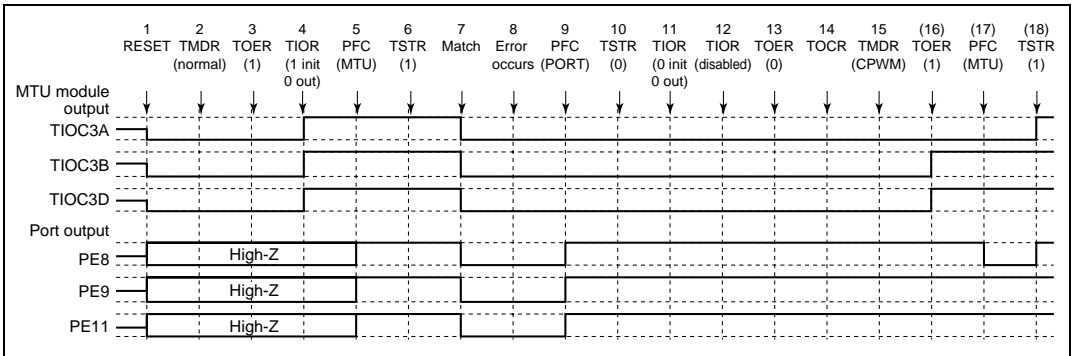 1 2 3 4 5 6 7 8 9 10 11 12 13 14 15 (16) (17) (18)
RESET TMDR TOER TIOR PFC TSTR Match Error PFC TSTR TIOR TIOR TOER TOCR TMDR TOER PFC TSTR
(normal) (1) (1 init (MTU) (1) occurs (PORT) (0) (0 init (disabled) (0) (CPWM) (1) (MTU) (1)
0 out) 0 out)
MTU module
output
TIOC3A
TIOC3B
TIOC3D
Port output
PE8 High-Z
PE9 High-Z
PE11 High-Z